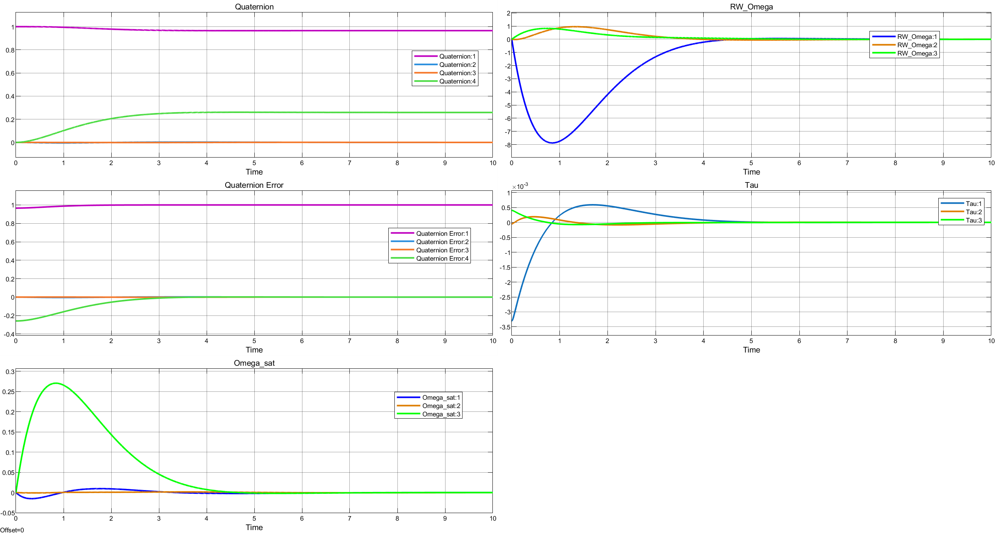 Quaternion
1
0.8
0.6
0.4
0.2
0
0 1 2 3 4 5 6 7 8 9 10
Time
Quaternion:1
Quaternion:2
Quaternion:3
Quaternion:4
RW_Omega
2
1
0
-1
-2
-3
-4
-5
-6
-7
-8
0 1 2 3 4 5 6 7 8 9 10
Time
RW_Omega:1
RW_Omega:2
RW_Omega:3
Quaternion Error
1
0.8
0.6
0.4
0.2
0
-0.2
-0.4
0 1 2 3 4 5 6 7 8 9 10
Time
Quaternion Error:1
Quaternion Error:2
Quaternion Error:3
Quaternion Error:4
Tau
×10-3
1
0.5
0
-0.5
-1
-1.5
-2
-2.5
-3
-3.5
0 1 2 3 4 5 6 7 8 9 10
Time
Tau:1
Tau:2
Tau:3
Omega_sat
0.3
0.25
0.2
0.15
0.1
0.05
0
-0.05
0 1 2 3 4 5 6 7 8 9 10
Time
Omega_sat:1
Omega_sat:2
Omega_sat:3
Offset=0